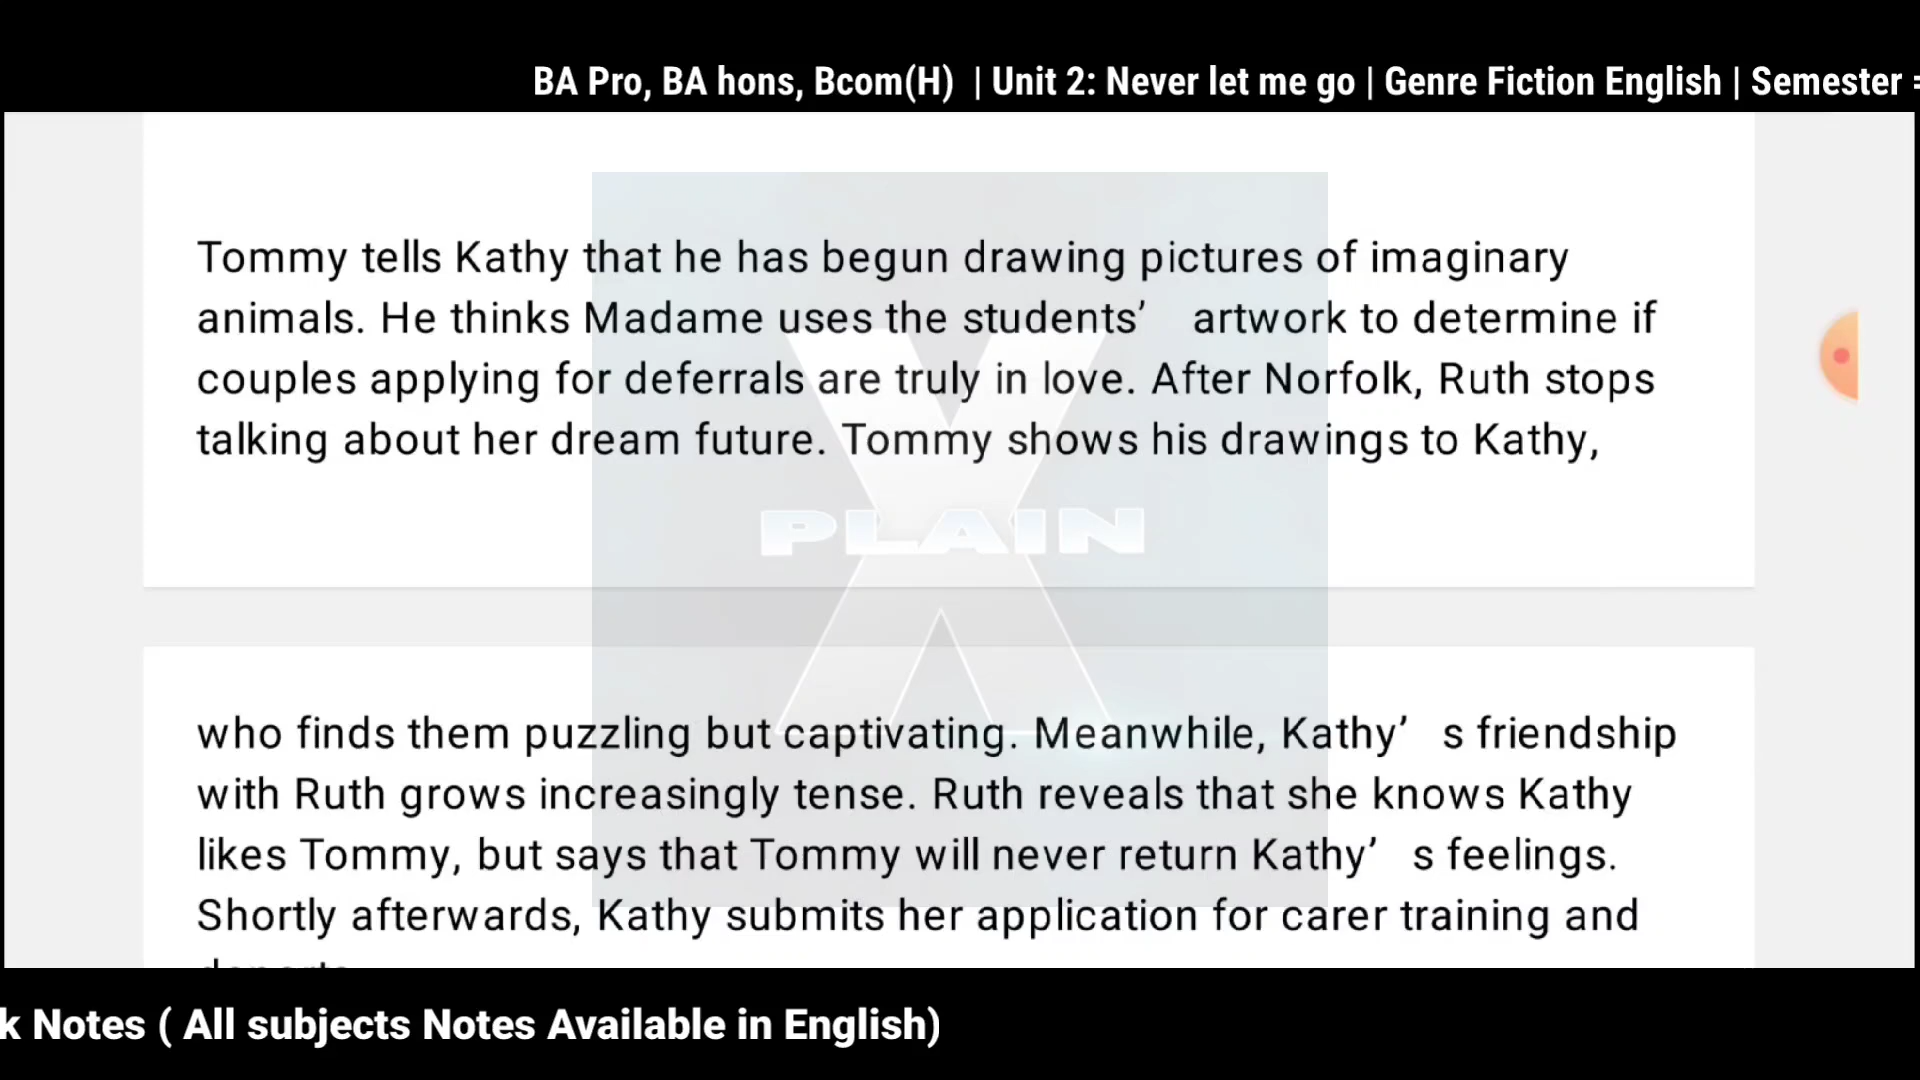 BA Pro, BA hons, Bcom(H) | Unit 2: Never let me go | Genre Fiction English | Semester
Tommy tells Kathy that he has begun drawing pictures of imaginary
animals. He thinks Madame uses the students’ artwork to determine if
couples applying for deferrals are truly in love. After Norfolk, Ruth stops
talking about her dream future. Tommy shows his drawings to Kathy,
X
PLAIN
who finds them puzzling but captivating. Meanwhile, Kathy’ s friendship
with Ruth grows increasingly tense. Ruth reveals that she knows Kathy
likes Tommy, but says that Tommy will never return Kathy’ s feelings.
Shortly afterwards, Kathy submits her application for carer training and
k Notes ( All subjects Notes Available in English)